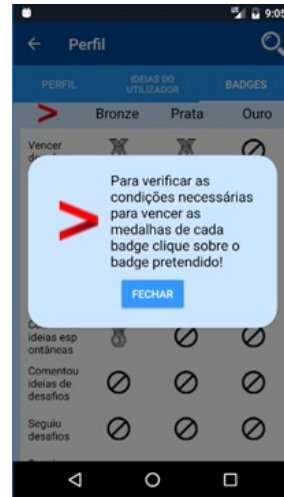 9:05
Perfil
PERFIL
IDEIAS DO
UTILIZADOR
BADGES
Bronze Prata Ouro
Vencer
Para verificar as
condições necessárias
para vencer as
medalhas de cada
badge clique sobre o
badge pretendido!
FECHAR
ideias esp
ontâneas
Comentou
ideias de
desafios
Seguiu
desafios